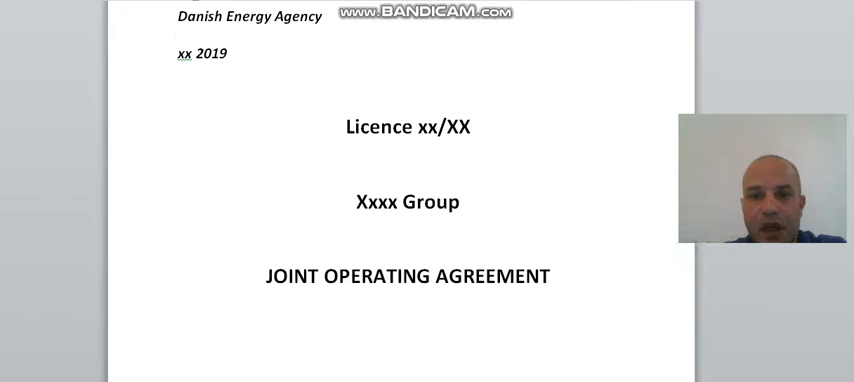 Danish Energy Agency
www.BANDICAM.com
xx 2019
Licence xx/XX
Xxxx Group
JOINT OPERATING AGREEMENT